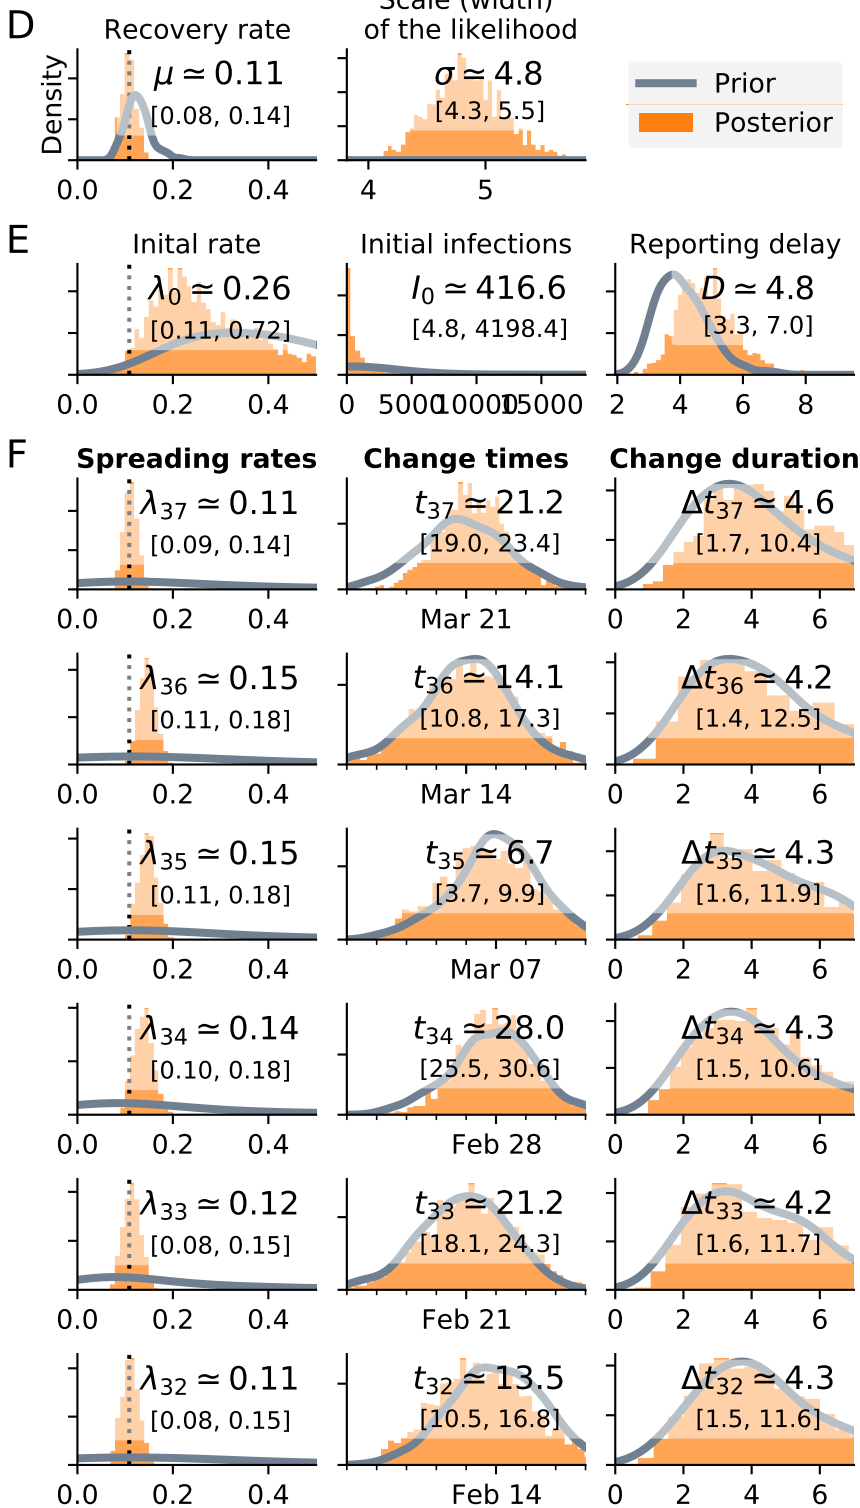 D
Recovery rate
Scale (width)
of the likelihood
Density
μ ≃ 0.11
[0.08, 0.14]
σ ≃ 4.8
[4.3, 5.5]
Prior
Posterior
0.0 0.2 0.4
4 5
E
Inital rate
Initial infections
Reporting delay
λ0 ≃ 0.26
[0.11, 0.72]
I0 ≃ 416.6
[4.8, 4198.4]
D ≃ 4.8
[3.3, 7.0]
0.0 0.2 0.4
0 5000 10000 15000
2 4 6 8
F
Spreading rates
Change times
Change duration
λ37 ≃ 0.11
[0.09, 0.14]
t37 ≃ 21.2
[19.0, 23.4]
Δt37 ≃ 4.6
[1.7, 10.4]
0.0 0.2 0.4
Mar 21
0 2 4 6
λ36 ≃ 0.15
[0.11, 0.18]
t36 ≃ 14.1
[10.8, 17.3]
Δt36 ≃ 4.2
[1.4, 12.5]
0.0 0.2 0.4
Mar 14
0 2 4 6
λ35 ≃ 0.15
[0.11, 0.18]
t35 ≃ 6.7
[3.7, 9.9]
Δt35 ≃ 4.3
[1.6, 11.9]
0.0 0.2 0.4
Mar 07
0 2 4 6
λ34 ≃ 0.14
[0.10, 0.18]
t34 ≃ 28.0
[25.5, 30.6]
Δt34 ≃ 4.3
[1.5, 10.6]
0.0 0.2 0.4
Feb 28
0 2 4 6
λ33 ≃ 0.12
[0.08, 0.15]
t33 ≃ 21.2
[18.1, 24.3]
Δt33 ≃ 4.2
[1.6, 11.7]
0.0 0.2 0.4
Feb 21
0 2 4 6
λ32 ≃ 0.11
[0.08, 0.15]
t32 ≃ 13.5
[10.5, 16.8]
Δt32 ≃ 4.3
[1.5, 11.6]
0.0 0.2 0.4
Feb 14
0 2 4 6